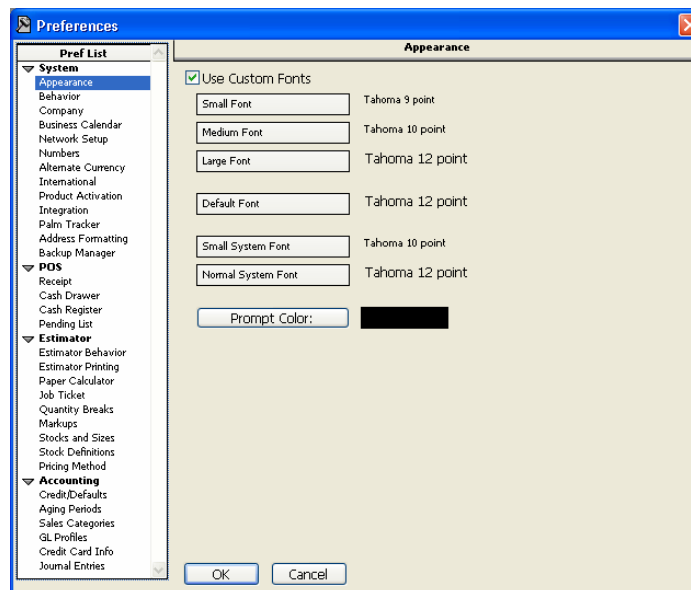 Preferences
Pref List
System
Appearance
Behavior
Company
Business Calendar
Network Setup
Numbers
Alternate Currency
International
Product Activation
Integration
Palm Tracker
Address Formatting
Backup Manager
POS
Receipt
Cash Drawer
Cash Register
Pending List
Estimator
Estimator Behavior
Estimator Printing
Paper Calculator
Job Ticket
Quantity Breaks
Markups
Stocks and Sizes
Stock Definitions
Pricing Method
Accounting
Credit/Defaults
Aging Periods
Sales Categories
GL Profiles
Credit Card Info
Journal Entries
Appearance
Use Custom Fonts
Small Font Tahoma 9 point
Medium Font Tahoma 10 point
Large Font Tahoma 12 point
Default Font Tahoma 12 point
Small System Font Tahoma 10 point
Normal System Font Tahoma 12 point
Prompt Color:
OK Cancel